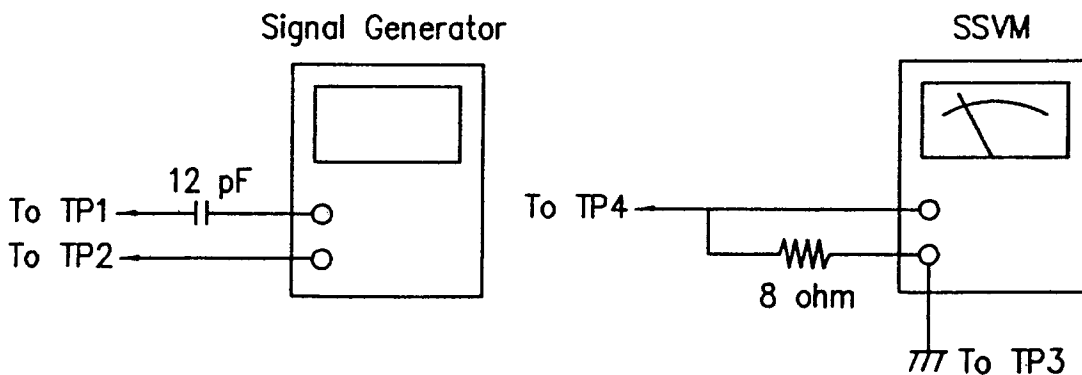 Signal Generator
SSVM
12 pF
To TP1
To TP2
To TP4
8 ohm
To TP3